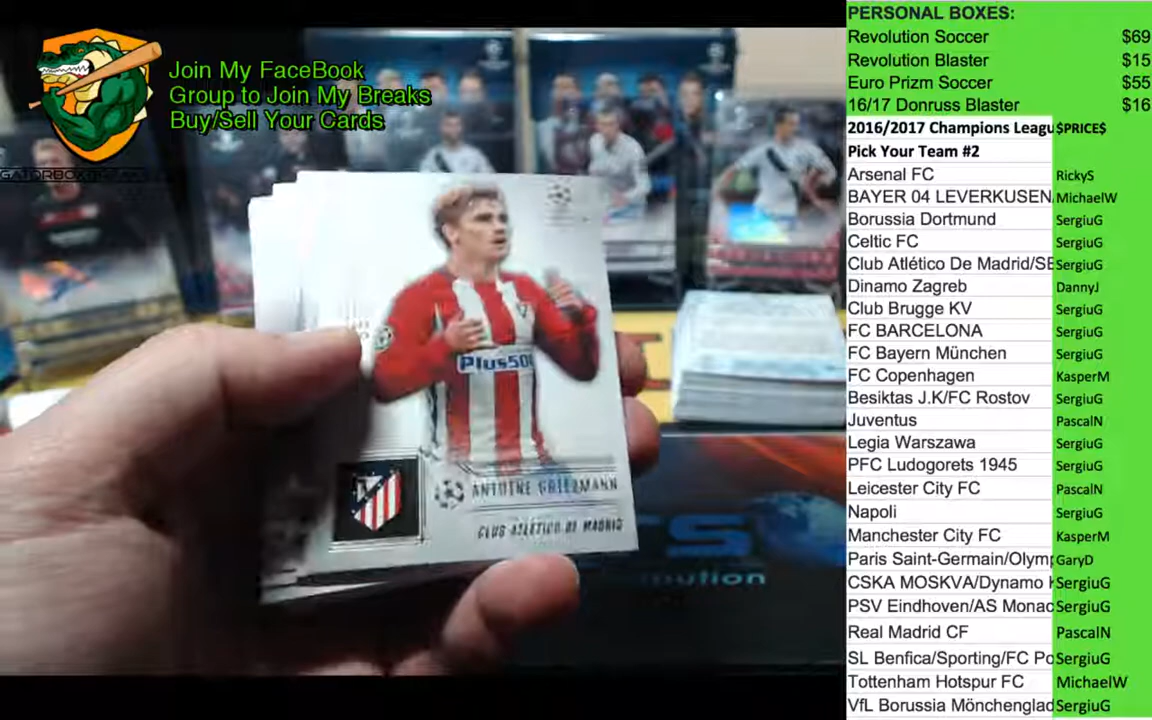 Join My FaceBook
Group to Join My Breaks
Buy/Sell Your Cards
Plus500
ANTOINE GRIEZMANN
CLUB ATLÉTICO DE MADRID
PERSONAL BOXES:
Revolution Soccer $69
Revolution Blaster $15
Euro Prizm Soccer $55
16/17 Donruss Blaster $16
2016/2017 Champions Leagu $PRICE$
Pick Your Team #2
Arsenal FC RickyS
BAYER 04 LEVERKUSEN MichaelW
Borussia Dortmund SergiuG
Celtic FC SergiuG
Club Atlético De Madrid/SE SergiuG
Dinamo Zagreb DannyJ
Club Brugge KV SergiuG
FC BARCELONA SergiuG
FC Bayern München SergiuG
FC Copenhagen KasperM
Besiktas J.K/FC Rostov SergiuG
Juventus PascalN
Legia Warszawa SergiuG
PFC Ludogorets 1945 SergiuG
Leicester City FC PascalN
Napoli SergiuG
Manchester City FC KasperM
Paris Saint-Germain/Olymp GaryD
CSKA MOSKVA/Dynamo K SergiuG
PSV Eindhoven/AS Monac SergiuG
Real Madrid CF PascalN
SL Benfica/Sporting/FC Po SergiuG
Tottenham Hotspur FC MichaelW
VfL Borussia Mönchenglad SergiuG